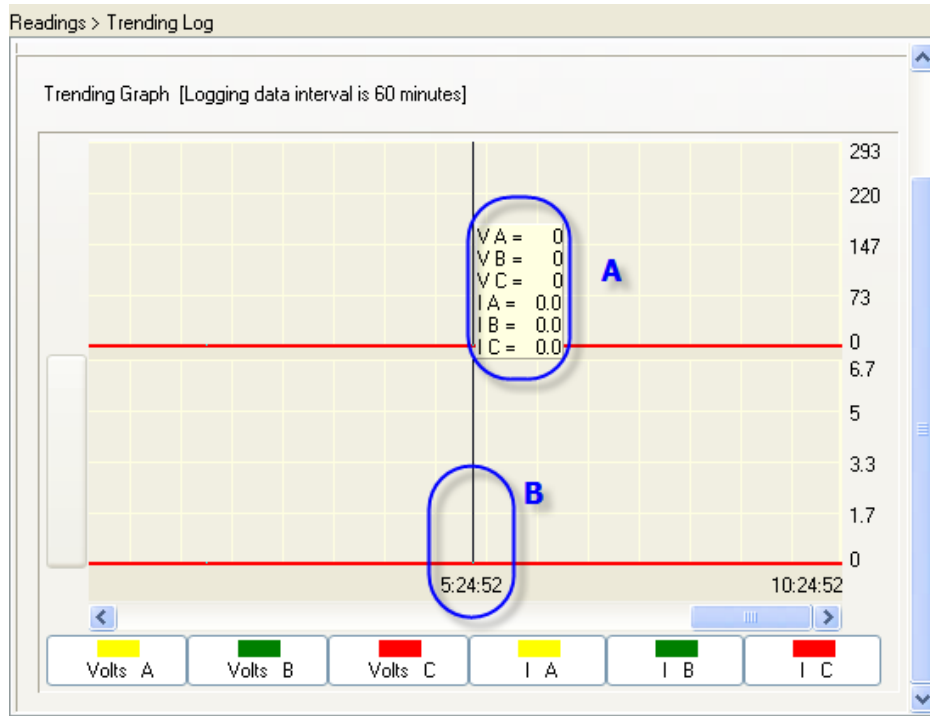 Readings > Trending Log
Trending Graph [Logging data interval is 60 minutes]
293
220
147
73
0
V A = 0
V B = 0
V C = 0
I A = 0.0
I B = 0.0
I C = 0.0
A
6.7
5
3.3
1.7
0
B
5:24:52 10:24:52
Volts A Volts B Volts C I A I B I C